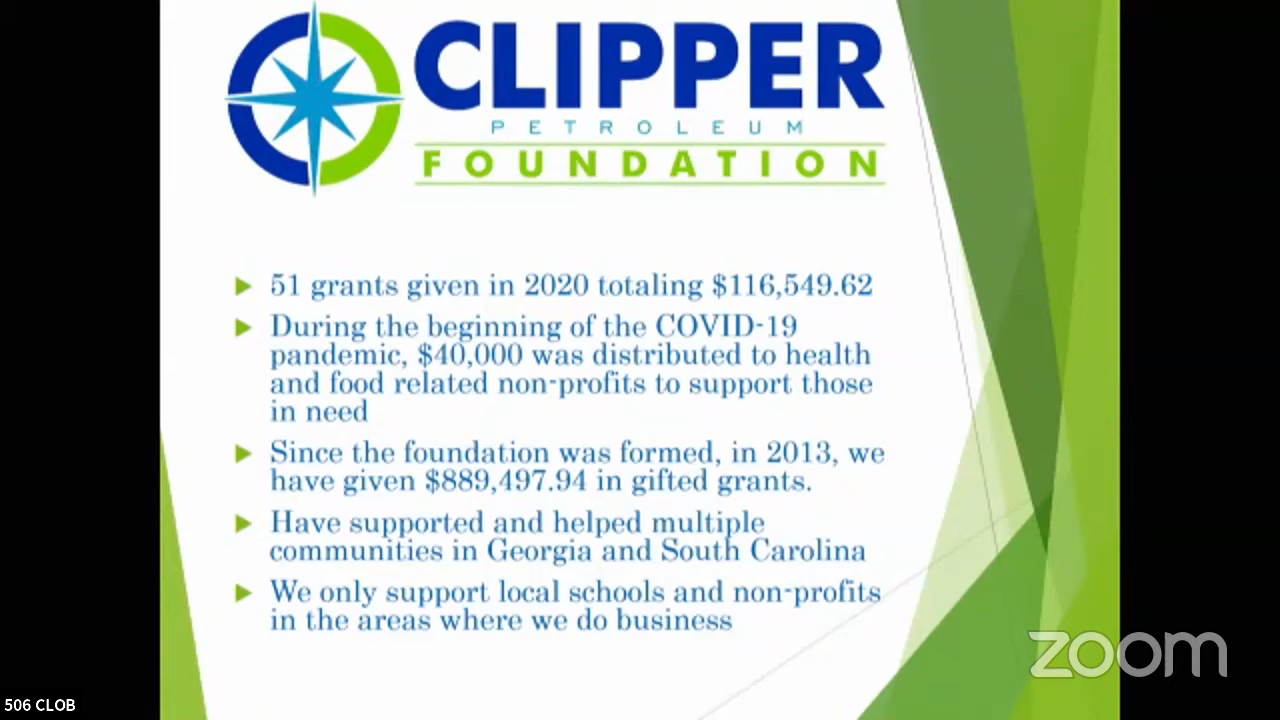 CLIPPER
PETROLEUM
FOUNDATION
51 grants given in 2020 totaling $116,549.62
During the beginning of the COVID-19
pandemic, $40,000 was distributed to health
and food related non-profits to support those
in need
Since the foundation was formed, in 2013, we
have given $889,497.94 in gifted grants.
Have supported and helped multiple
communities in Georgia and South Carolina
We only support local schools and non-profits
in the areas where we do business
zoom
506 CLOB